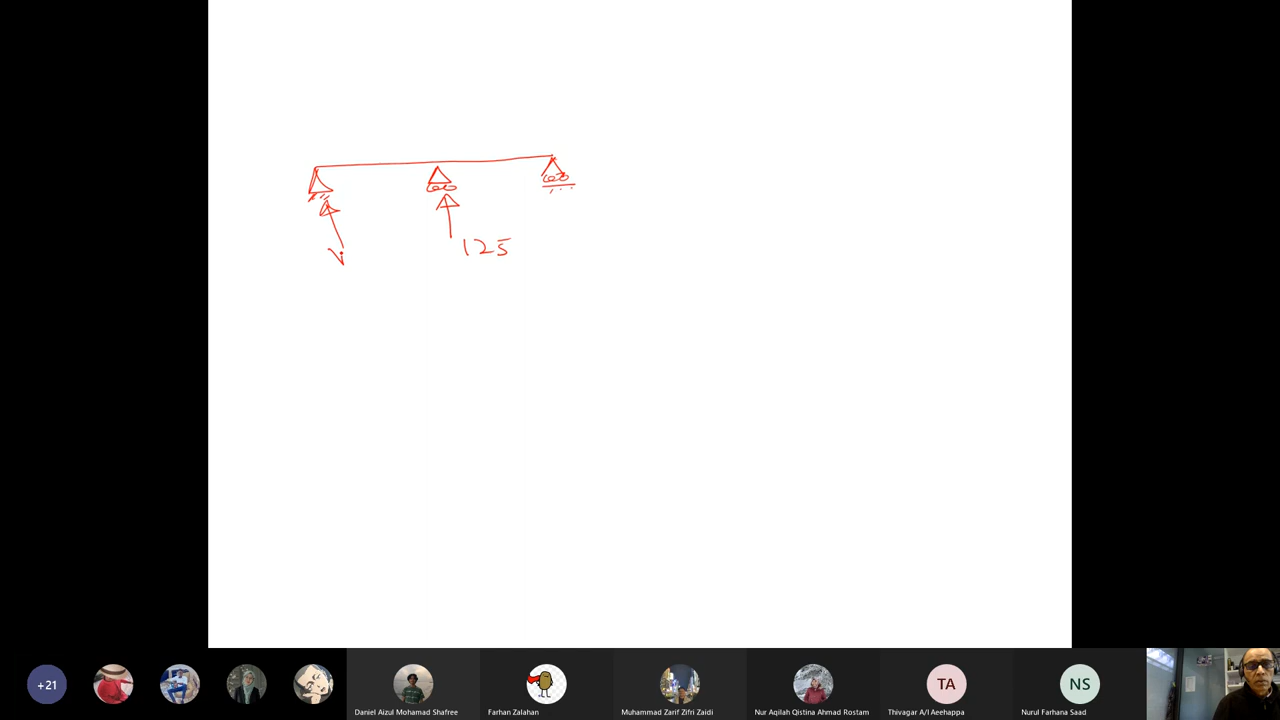 125
+21
Daniel Aizul Mohamad Shafree
Farhan Zalahan
Muhammad Zarif Zifri Zaidi
Nur Aqilah Qistina Ahmad Rostam
TA
Thivagar A/I Aeehappa
NS
Nurul Farhana Saad